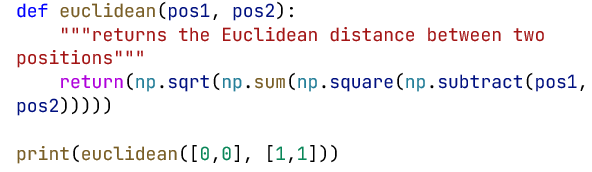 def euclidean(pos1, pos2):
    """returns the Euclidean distance between two
positions"""
    return(np.sqrt(np.sum(np.square(np.subtract(pos1,
pos2)))))

print(euclidean([0,0], [1,1]))